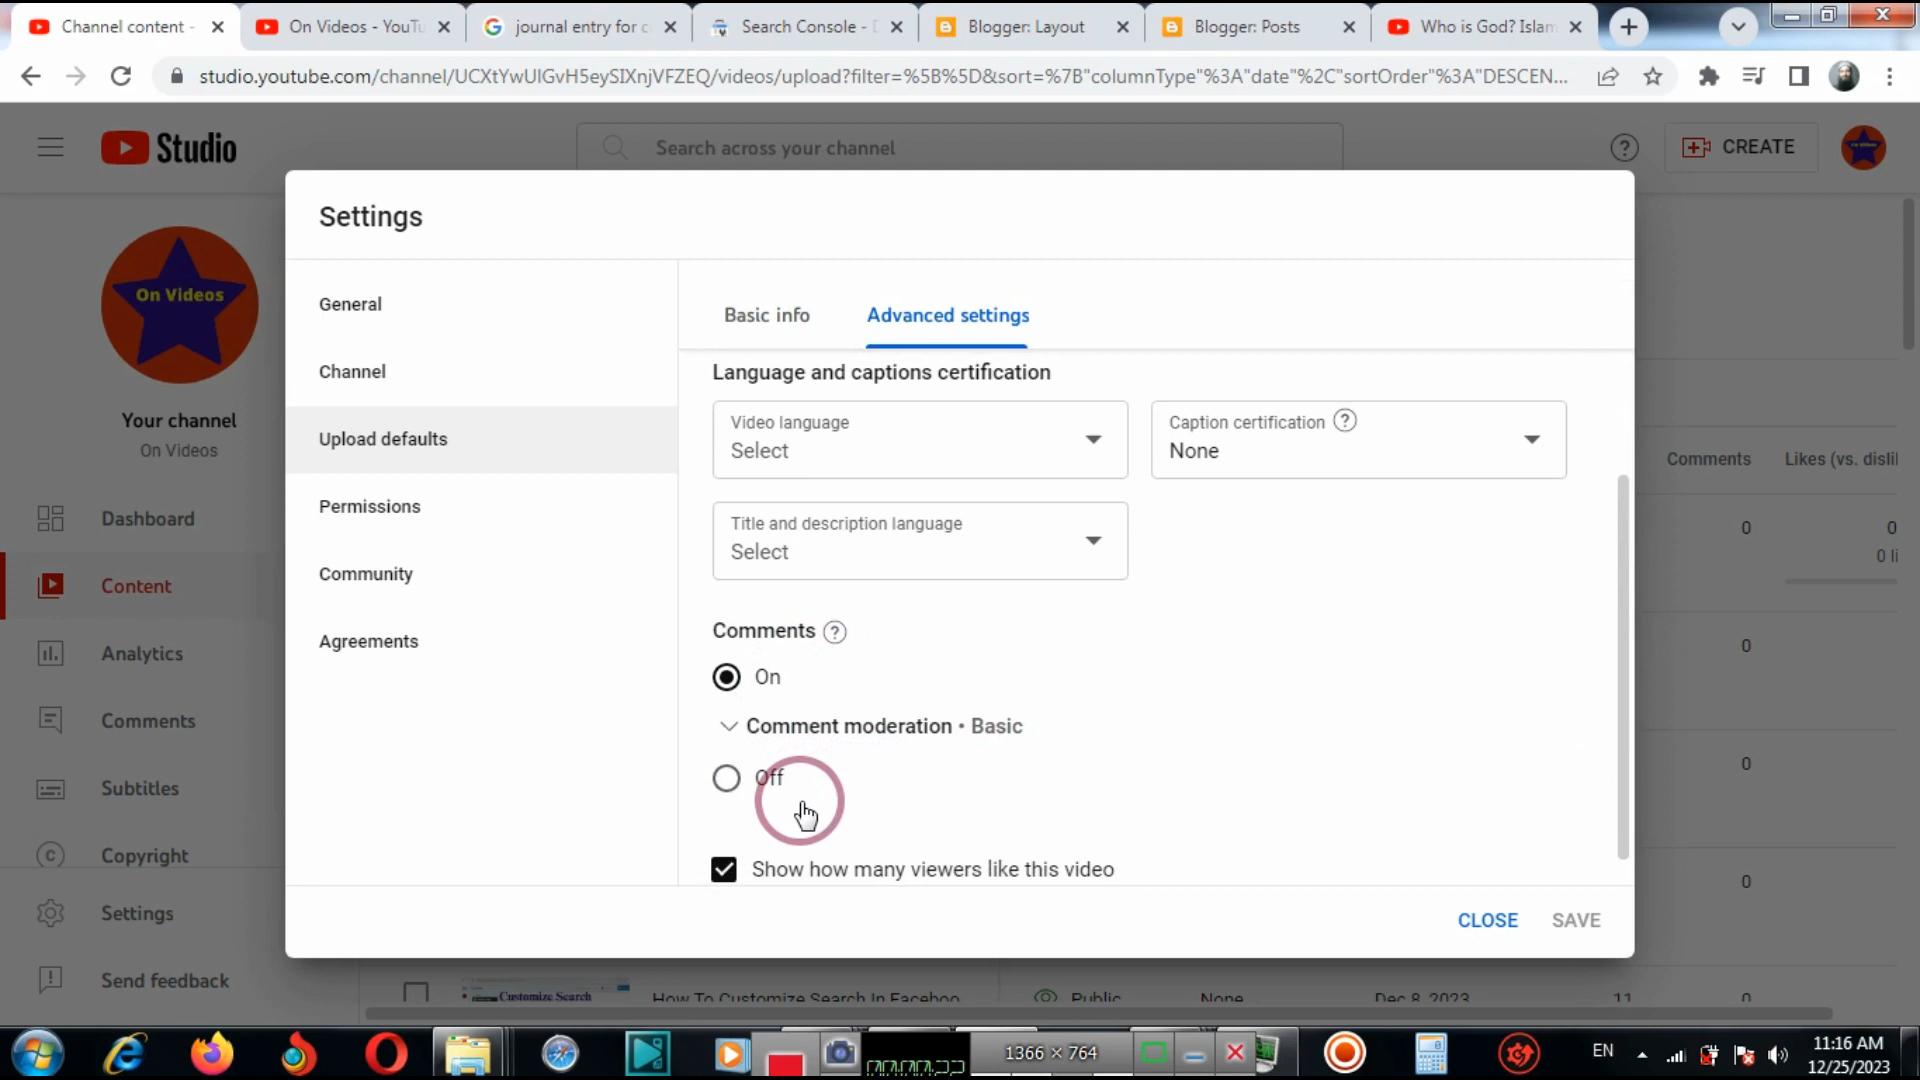 Channel content -
On Videos - YouTu
journal entry for c
Search Console - D
Blogger: Layout
Blogger: Posts
Who is God? Islam
studio.youtube.com/channel/UCXtYwUIGvH5eySIXnjVFZEQ/videos/upload?filter=%5B%5D&sort=%7B"columnType"%3A"date"%2C"sortOrder"%3A"DESCEN...
Studio
Search across your channel
CREATE
On Videos
Your channel
On Videos
Dashboard
Content
Analytics
Comments
Subtitles
Copyright
Settings
Send feedback
Settings
General
Channel
Upload defaults
Permissions
Community
Agreements
Basic info
Advanced settings
Language and captions certification
Video language
Select
Caption certification
None
Title and description language
Select
Comments
On
Comment moderation • Basic
Off
Show how many viewers like this video
CLOSE
SAVE
Comments
Likes (vs. disli
0
0
0 li
0
0
0
Customize Search
How To Customize Search In Faceboo
Public
None
Dec 8, 2023
11
0
1366 × 764
EN
11:16 AM
12/25/2023